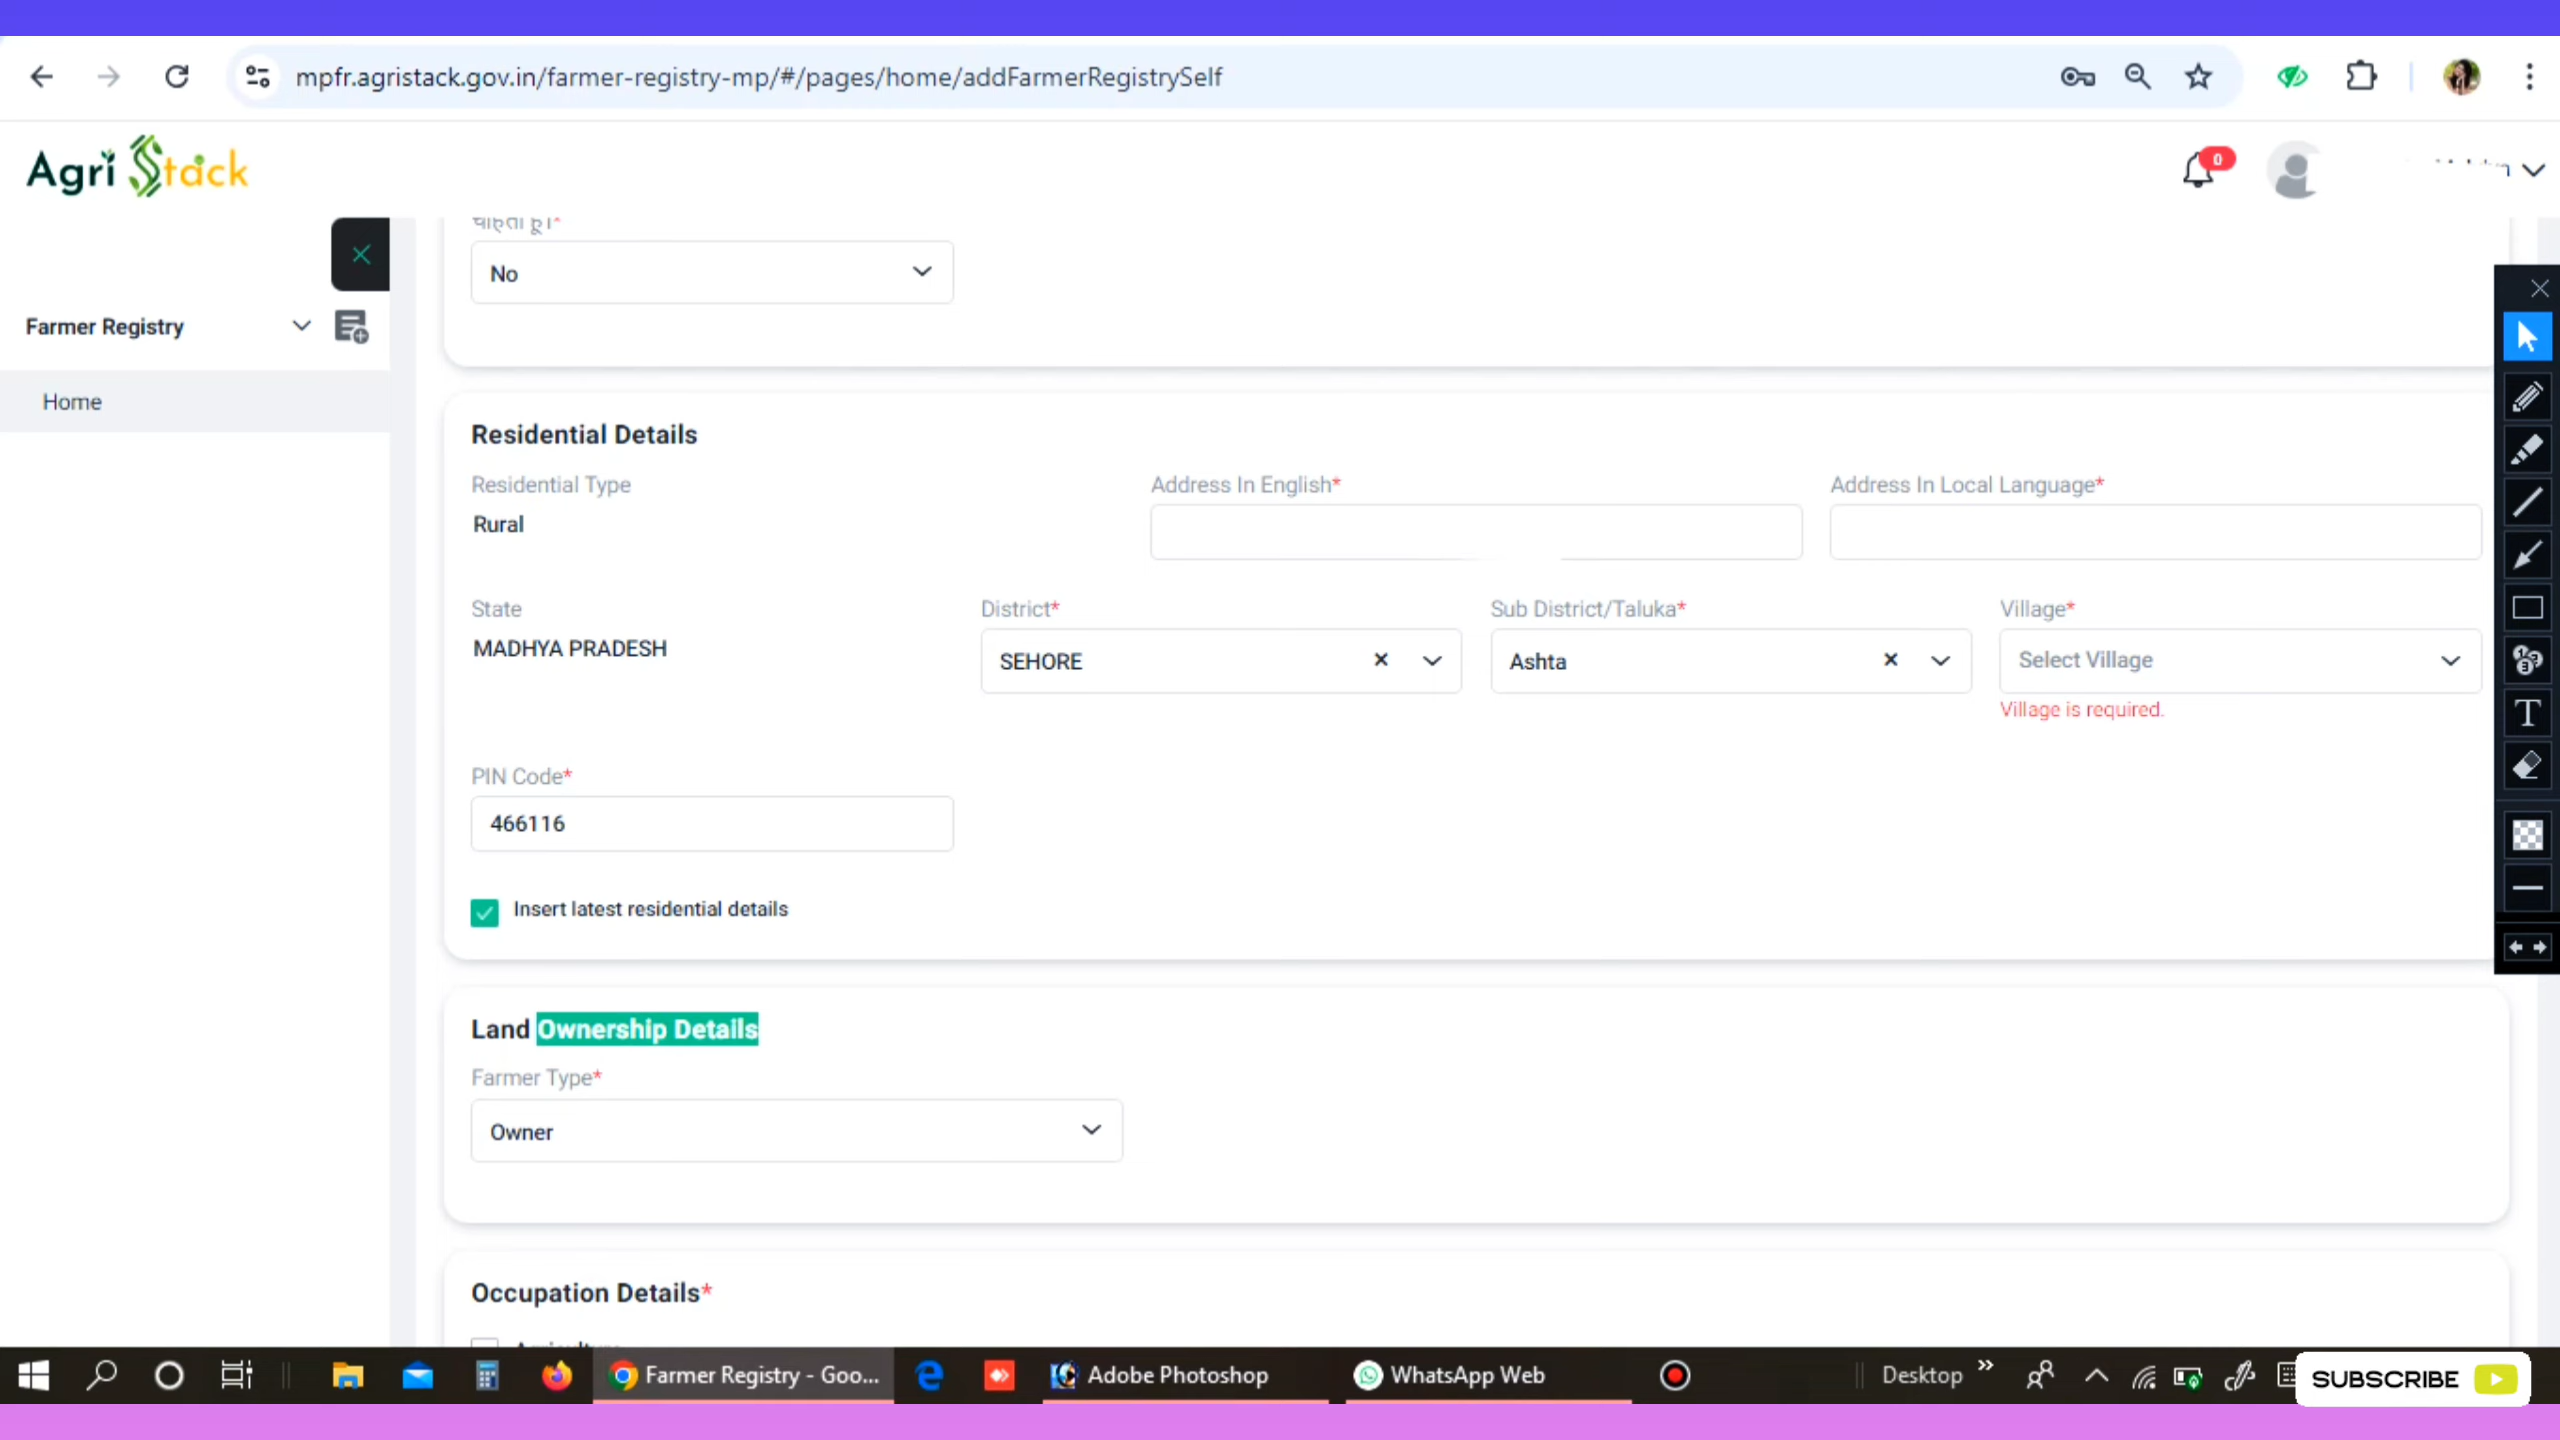 mpfr.agristack.gov.in/farmer-registry-mp/#/pages/home/addFarmerRegistrySelf
Agri Stack
0
Farmer Registry
Home
चाहता हूं।*
No
Residential Details
Residential Type
Rural
Address In English*
Address In Local Language*
State
MADHYA PRADESH
District*
SEHORE
Sub District/Taluka*
Ashta
Village*
Select Village
Village is required.
PIN Code*
466116
Insert latest residential details
Land Ownership Details
Farmer Type*
Owner
Occupation Details*
Farmer Registry - Goo...
Adobe Photoshop
WhatsApp Web
Desktop
SUBSCRIBE